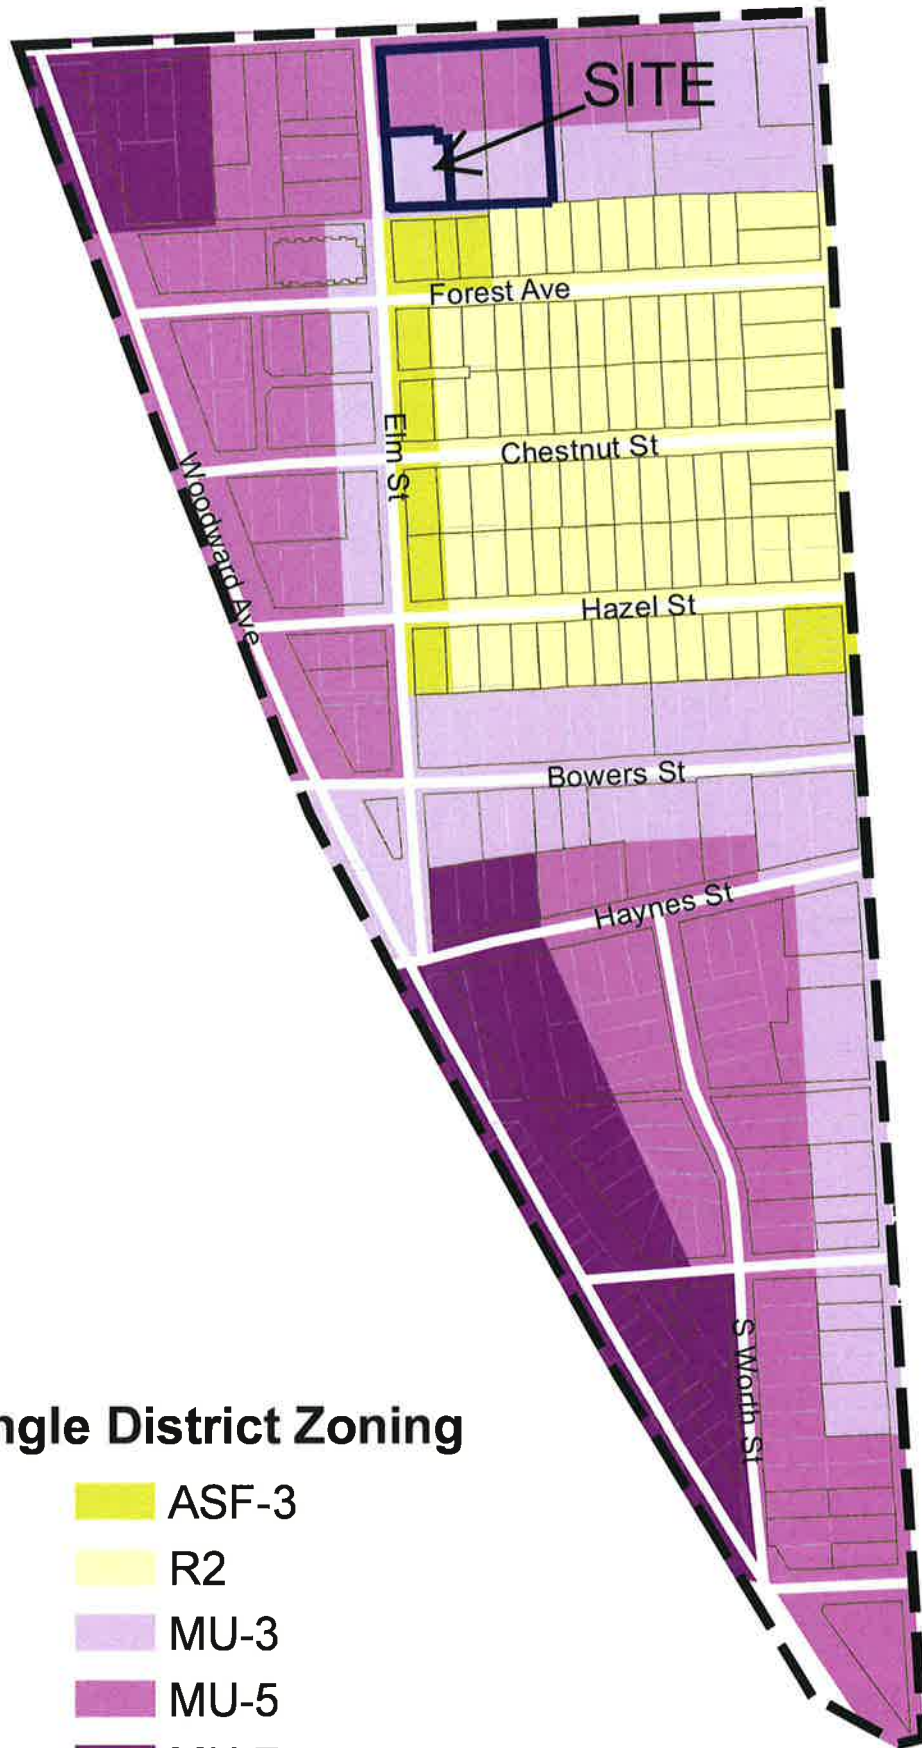 SITE
Forest Ave
Elm St
Chestnut St
Woodward Ave
Hazel St
Bowers St
Haynes St
S Worth St
ngle District Zoning
ASF-3
R2
MU-3
MU-5